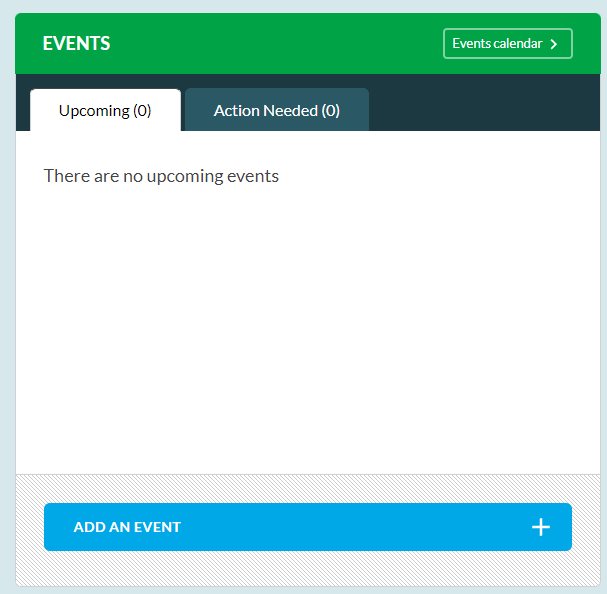 EVENTS
Events calendar
Upcoming (0)
Action Needed (0)
There are no upcoming events
ADD AN EVENT